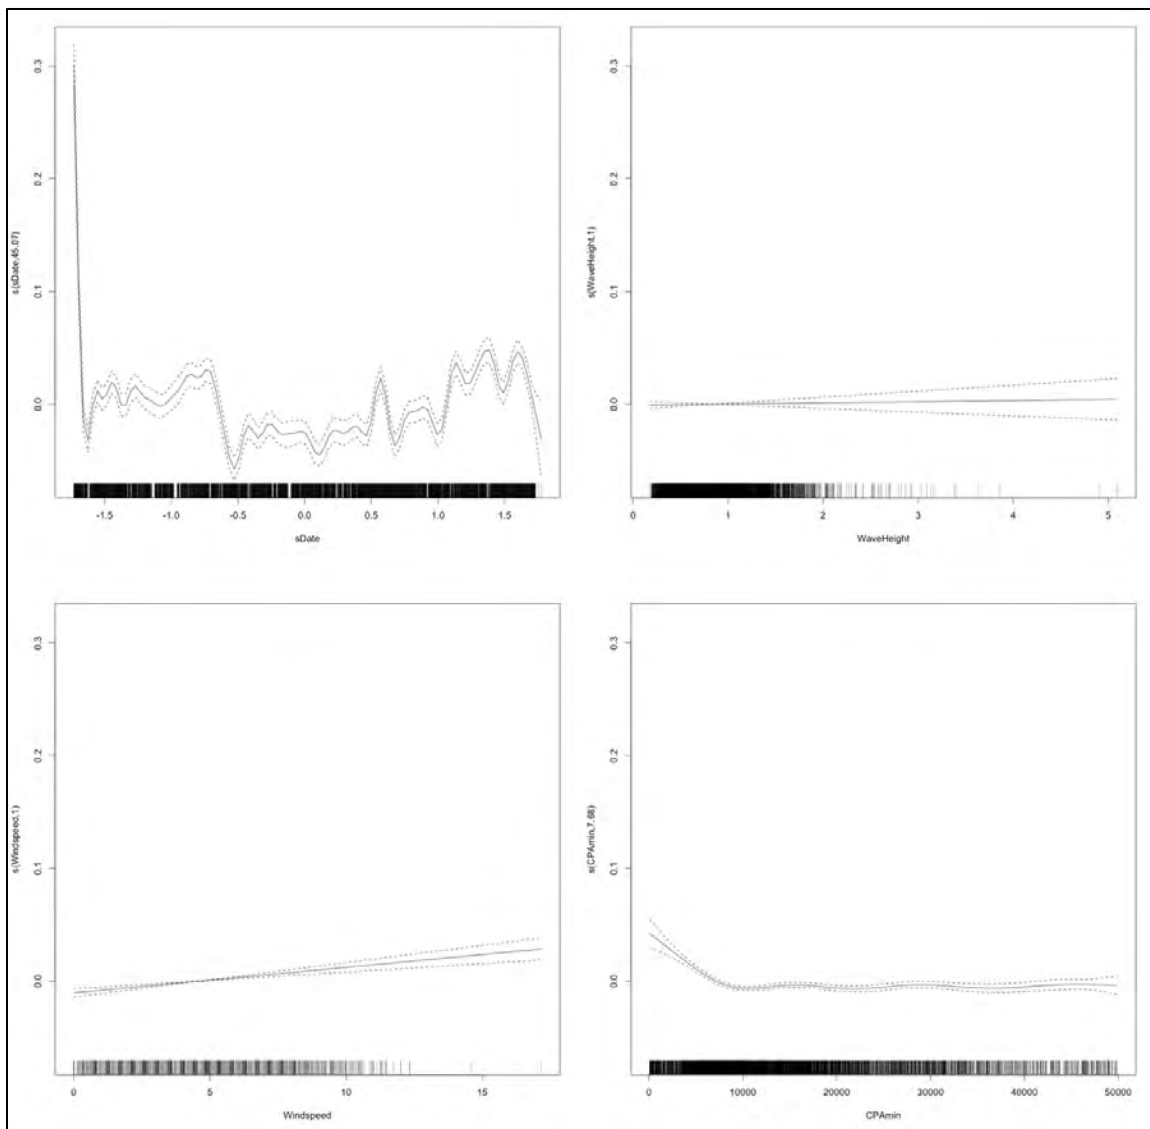 s(sDate,45.07)
0.3
0.2
0.1
0.0
-1.5 -1.0 -0.5 0.0 0.5 1.0 1.5
sDate
s(WaveHeight,1)
0.3
0.2
0.1
0.0
0 1 2 3 4 5
WaveHeight
s(Windspeed,1)
0.3
0.2
0.1
0.0
0 5 10 15
Windspeed
s(CPAmin,7.68)
0.3
0.2
0.1
0.0
0 10000 20000 30000 40000 50000
CPAmin